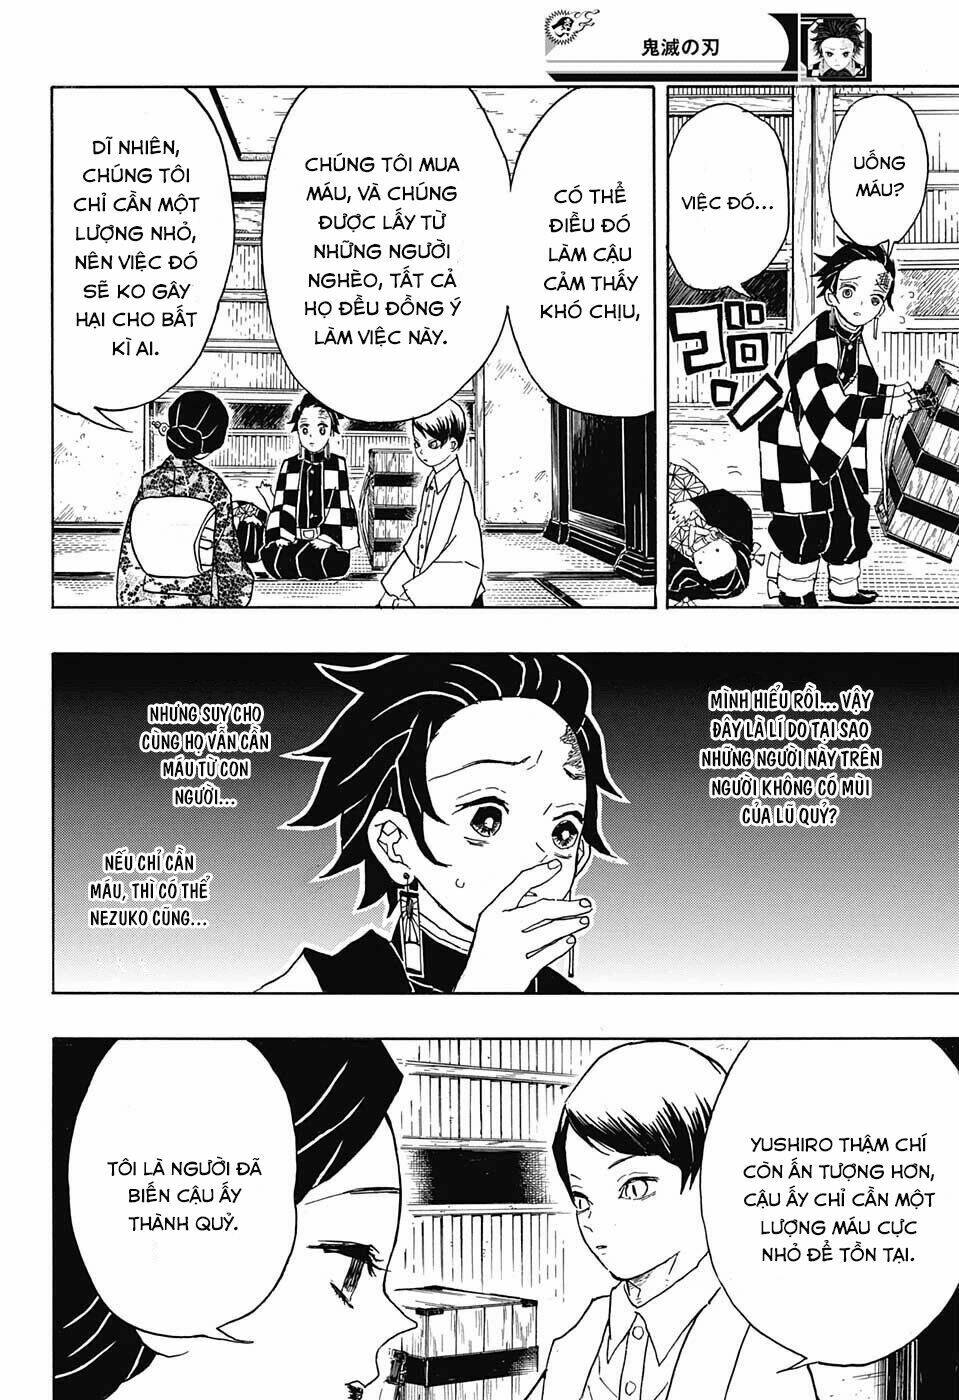 鬼滅の刃
UỐNG
MÁU?
VIỆC ĐÓ...
ゴロン
CÓ THỂ
ĐIỀU ĐÓ
LÀM CẬU
CẢM THẤY
KHÓ CHỊU,
CHÚNG TÔI MUA
MÁU, VÀ CHÚNG
ĐƯỢC LẤY TỪ
NHỮNG NGƯỜI
NGHÈO, TẤT CẢ
HỌ ĐỀU ĐỒNG Ý
LÀM VIỆC NÀY.
DĨ NHIÊN,
CHÚNG TÔI
CHỈ CẦN MỘT
LƯỢNG NHỎ,
NÊN VIỆC ĐÓ
SẼ KO GÂY
HẠI CHO BẤT
KÌ AI.
MÌNH HIỂU RỒI... VẬY
ĐÂY LÀ LÍ DO TẠI SAO
NHỮNG NGƯỜI NÀY TRÊN
NGƯỜI KHÔNG CÓ MÙI
CỦA LŨ QUỶ?
NHƯNG SUY CHO
CÙNG HỌ VẪN CẦN
MÁU TỪ CON
NGƯỜI...
NẾU CHỈ CẦN
MÁU, THÌ CÓ THỂ
NEZUKO CŨNG...
YUSHIRO THẬM CHÍ
CÒN ẤN TƯỢNG HƠN,
CẬU ẤY CHỈ CẦN MỘT
LƯỢNG MÁU CỰC
NHỎ ĐỂ TỒN TẠI.
TÔI LÀ NGƯỜI ĐÃ
BIẾN CẬU ẤY
THÀNH QUỶ.